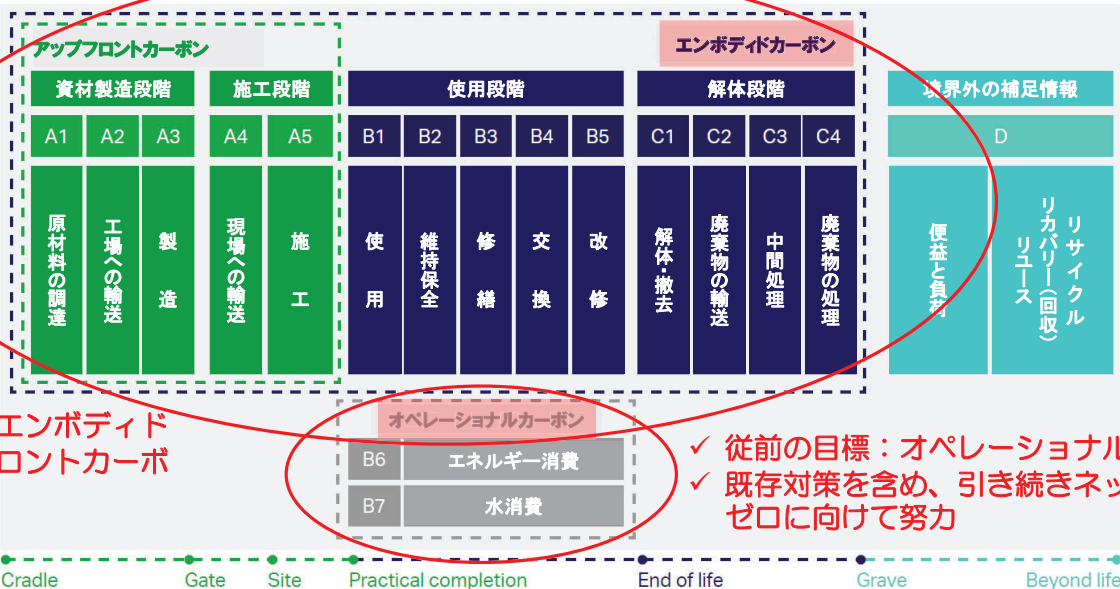 アップフロントカーボン
エンボディドカーボン
資材製造段階
施工段階
使用段階
解体段階
境界外の補足情報
A1
A2
A3
A4
A5
B1
B2
B3
B4
B5
C1
C2
C3
C4
D
原材料の調達
工場への輸送
製造
現場への輸送
施工
使用
維持保全
修繕
交換
改修
解体・撤去
廃棄物の輸送
中間処理
廃棄物の処理
便益と負荷
リサイクル
リカバリー(回収)
リユース
エンボディド
ロントカーボ
オペレーショナルカーボン
B6
エネルギー消費
B7
水消費
✓ 従前の目標：オペレーショナル
✓ 既存対策を含め、引き続きネッ
ゼロに向けて努力
Cradle
Gate
Site
Practical completion
End of life
Grave
Beyond life